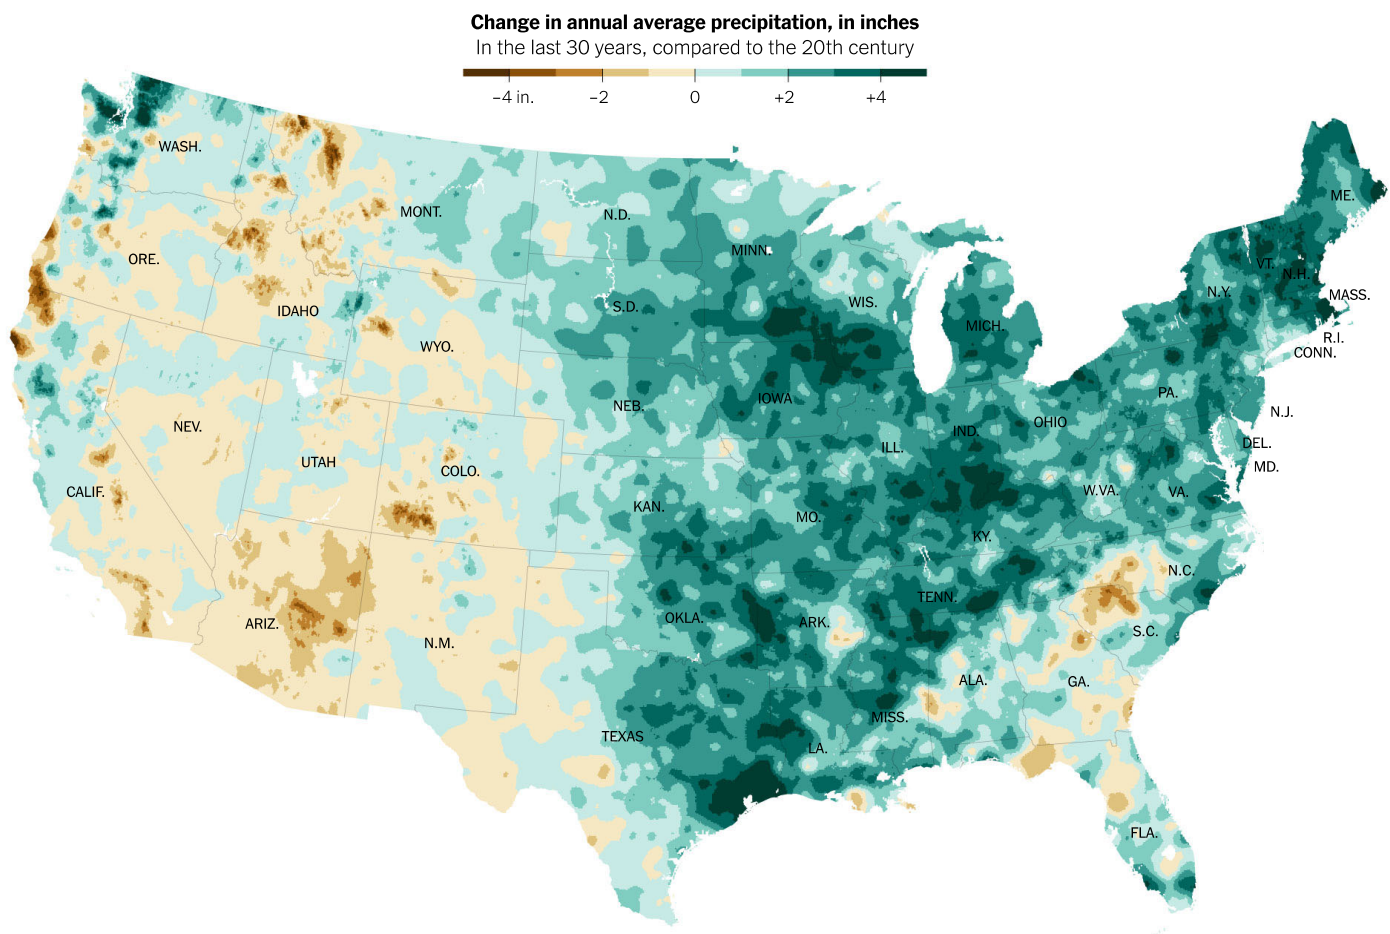 Change in annual average precipitation, in inches
In the last 30 years, compared to the 20th century
−4 in. −2 0 +2 +4
WASH.
ME.
MONT.
N.D.
MINN.
ORE.
VT.
N.H.
IDAHO
S.D.
WIS.
N.Y.
MASS.
MICH.
R.I.
WYO.
CONN.
NEB.
IOWA
PA.
N.J.
NEV.
OHIO
IND.
ILL.
DEL.
UTAH
COLO.
MD.
CALIF.
KAN.
MO.
W.VA.
VA.
KY.
N.C.
ARIZ.
N.M.
OKLA.
ARK.
TENN.
S.C.
ALA.
GA.
TEXAS
MISS.
LA.
FLA.